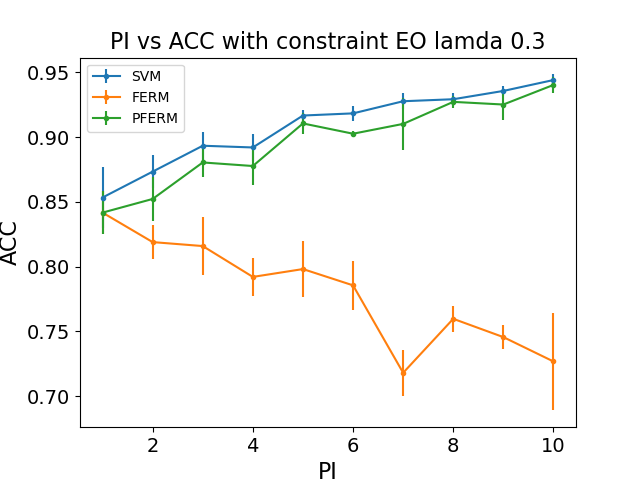 PI vs ACC with constraint EO lamda 0.3
SVM
FERM
PFERM
0.95
0.90
0.85
0.80
0.75
0.70
ACC
2 4 6 8 10
PI